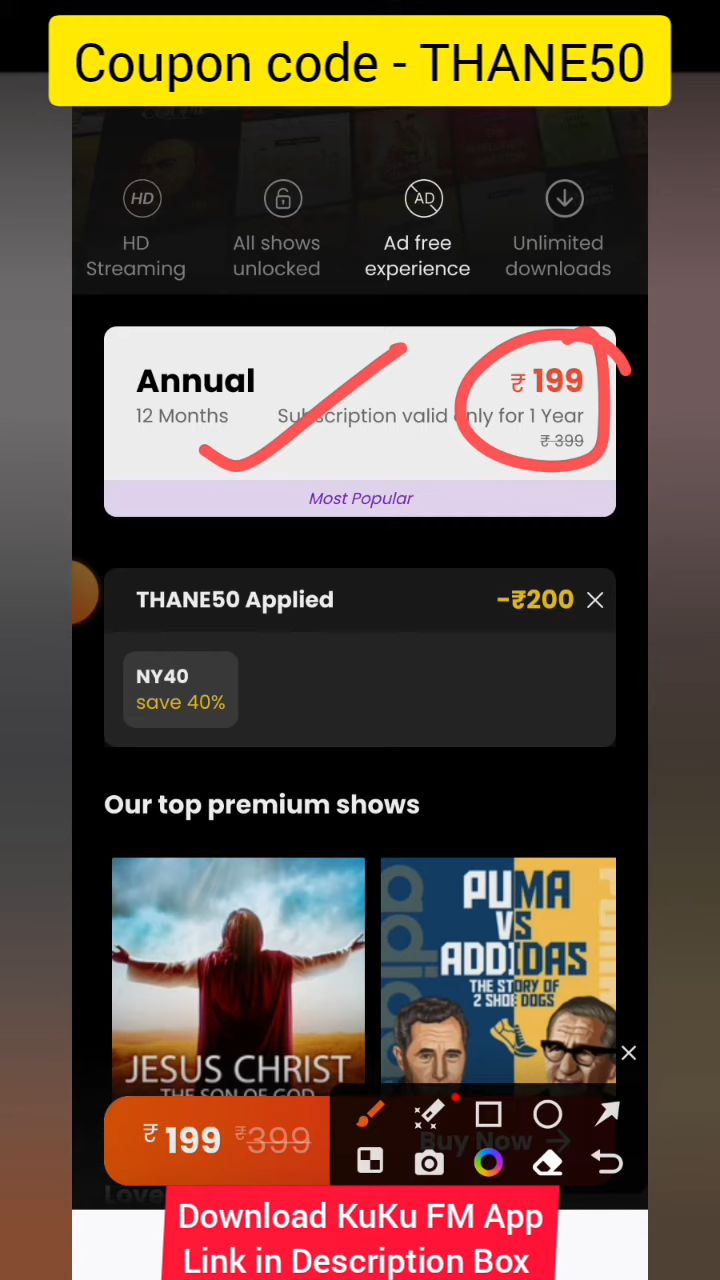 Coupon code - THANE50
HD
AD
HD
Streaming
All shows
unlocked
Ad free
experience
Unlimited
downloads
Annual
₹ 199
12 Months
Subscription valid only for 1 Year
₹ 399
Most Popular
THANE50 Applied
-₹200
NY40
save 40%
Our top premium shows
JESUS CHRIST
THE SON OF GOD
PUMA
VS
ADDIDAS
THE STORY OF
2 SHOE DOGS
₹ 199
₹399
Buy Now
Love
Download KuKu FM App
Link in Description Box